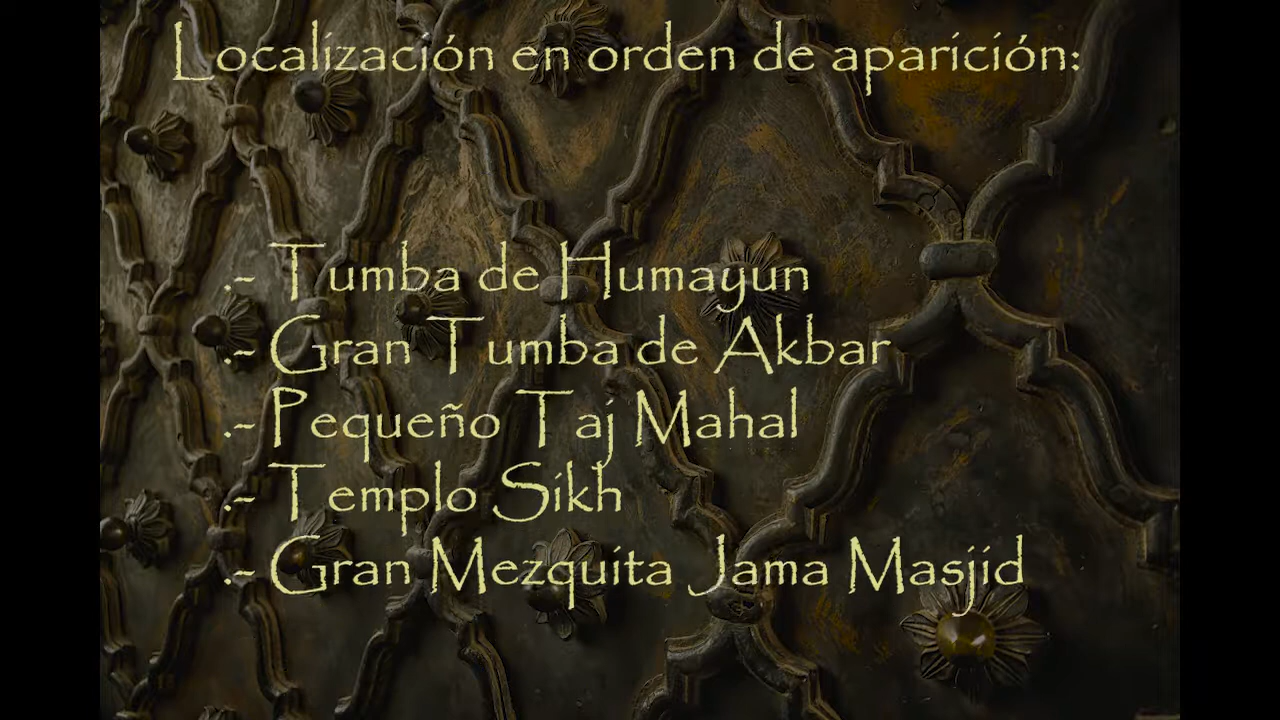 Localización en orden de aparición:
.- Tumba de Humayun
.- Gran Tumba de Akbar
.- Pequeño Taj Mahal
.- Templo Sikh
.- Gran Mezquita Jama Masjid